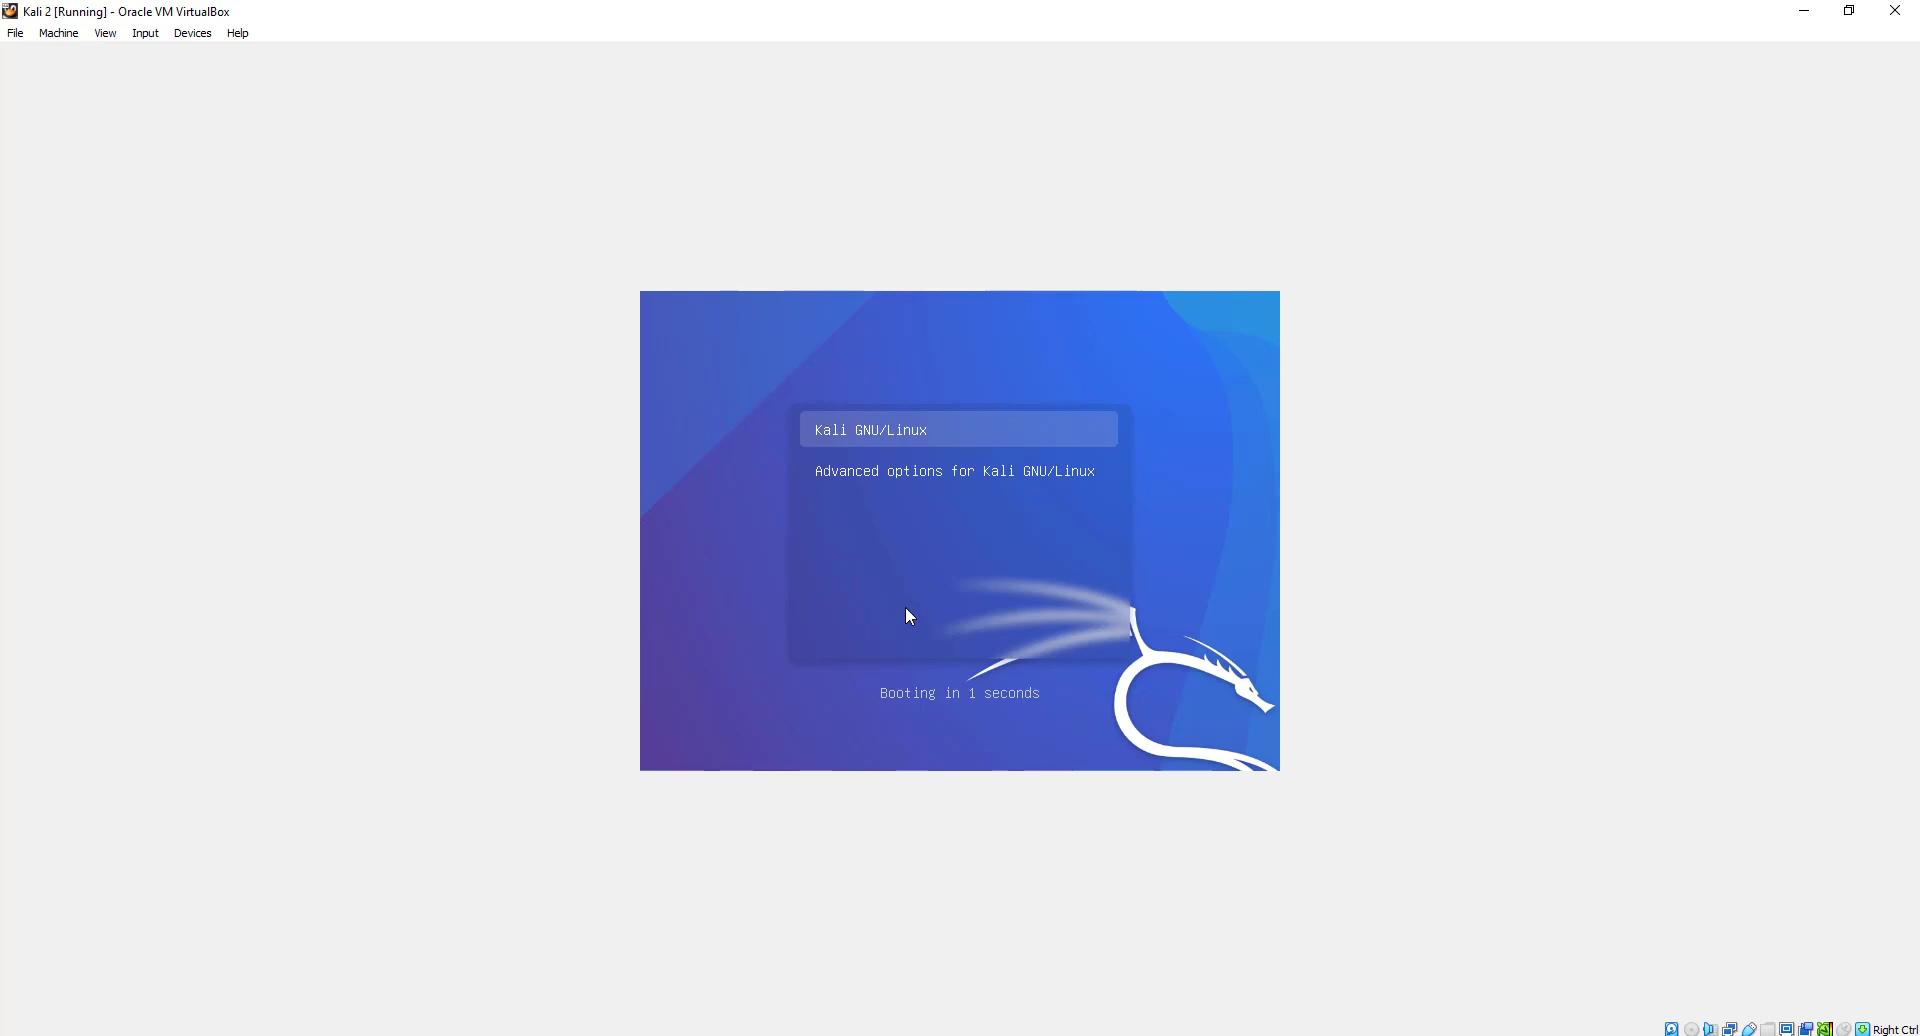 Kali 2 [Running] - Oracle VM VirtualBox
File Machine View Input Devices Help
Kali GNU/Linux
Advanced options for Kali GNU/Linux
Booting in 1 seconds
Right Ctrl